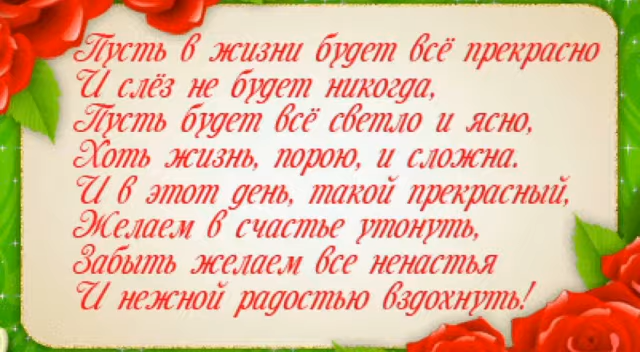 Пусть в жизни будет всё прекрасно
И слёз не будет никогда,
Пусть будет всё светло и ясно,
Хоть жизнь, порою, и сложна.
И в этот день, такой прекрасный,
Желаем в счастье утонуть,
Забыть желаем все ненастья
И нежной радостью вздохнуть!